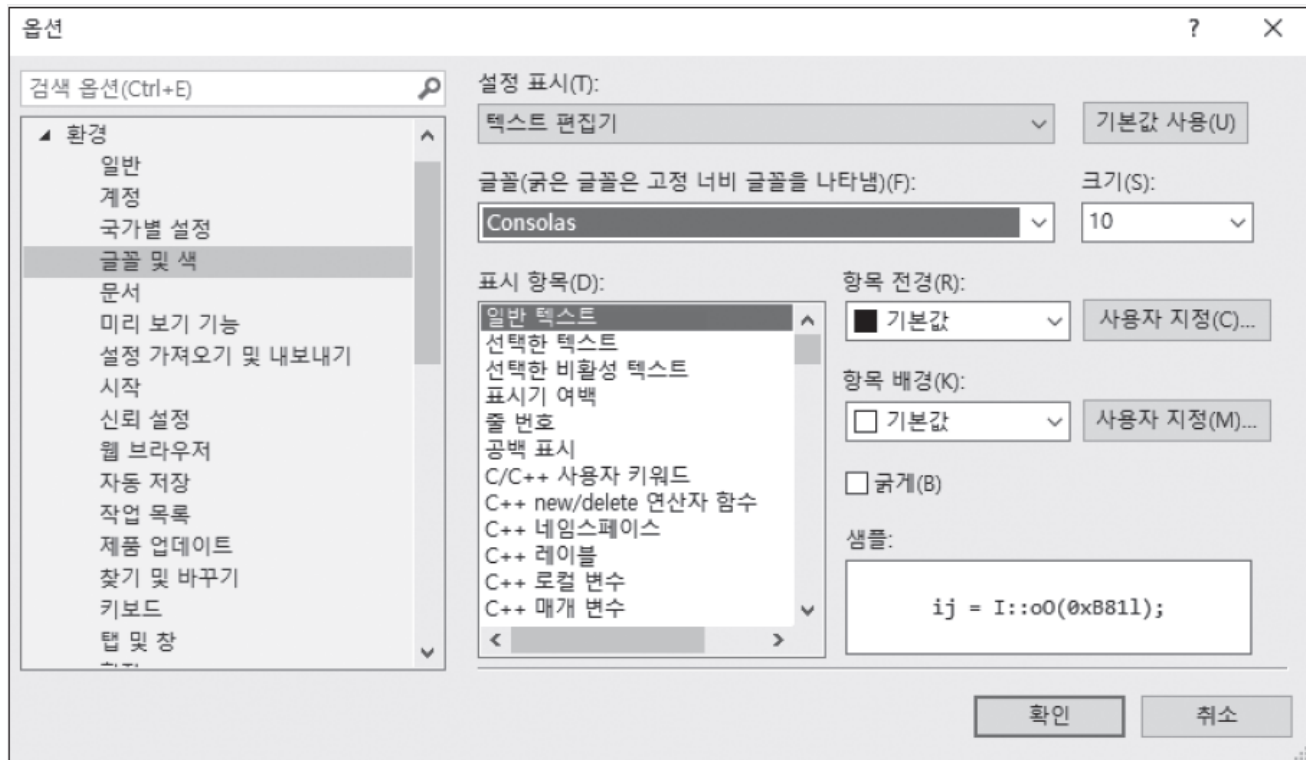 옵션
?
검색 옵션(Ctrl+E)
환경
일반
계정
국가별 설정
글꼴 및 색
문서
미리 보기 기능
설정 가져오기 및 내보내기
시작
신뢰 설정
웹 브라우저
자동 저장
작업 목록
제품 업데이트
찾기 및 바꾸기
키보드
탭 및 창
설정 표시(T):
텍스트 편집기
기본값 사용(U)
글꼴(굵은 글꼴은 고정 너비 글꼴을 나타냄)(F):
크기(S):
Consolas
10
표시 항목(D):
일반 텍스트
선택한 텍스트
선택한 비활성 텍스트
표시기 여백
줄 번호
공백 표시
C/C++ 사용자 키워드
C++ new/delete 연산자 함수
C++ 네임스페이스
C++ 레이블
C++ 로컬 변수
C++ 매개 변수
항목 전경(R):
기본값
사용자 지정(C)...
항목 배경(K):
기본값
사용자 지정(M)...
굵게(B)
샘플:
ij = I::oO(0xB81l);
확인
취소